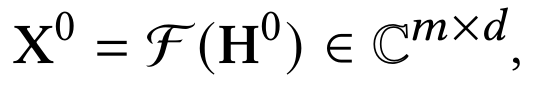 𝐗⁰ = ℱ(𝐇⁰) ∈ ℂ^{m×d},